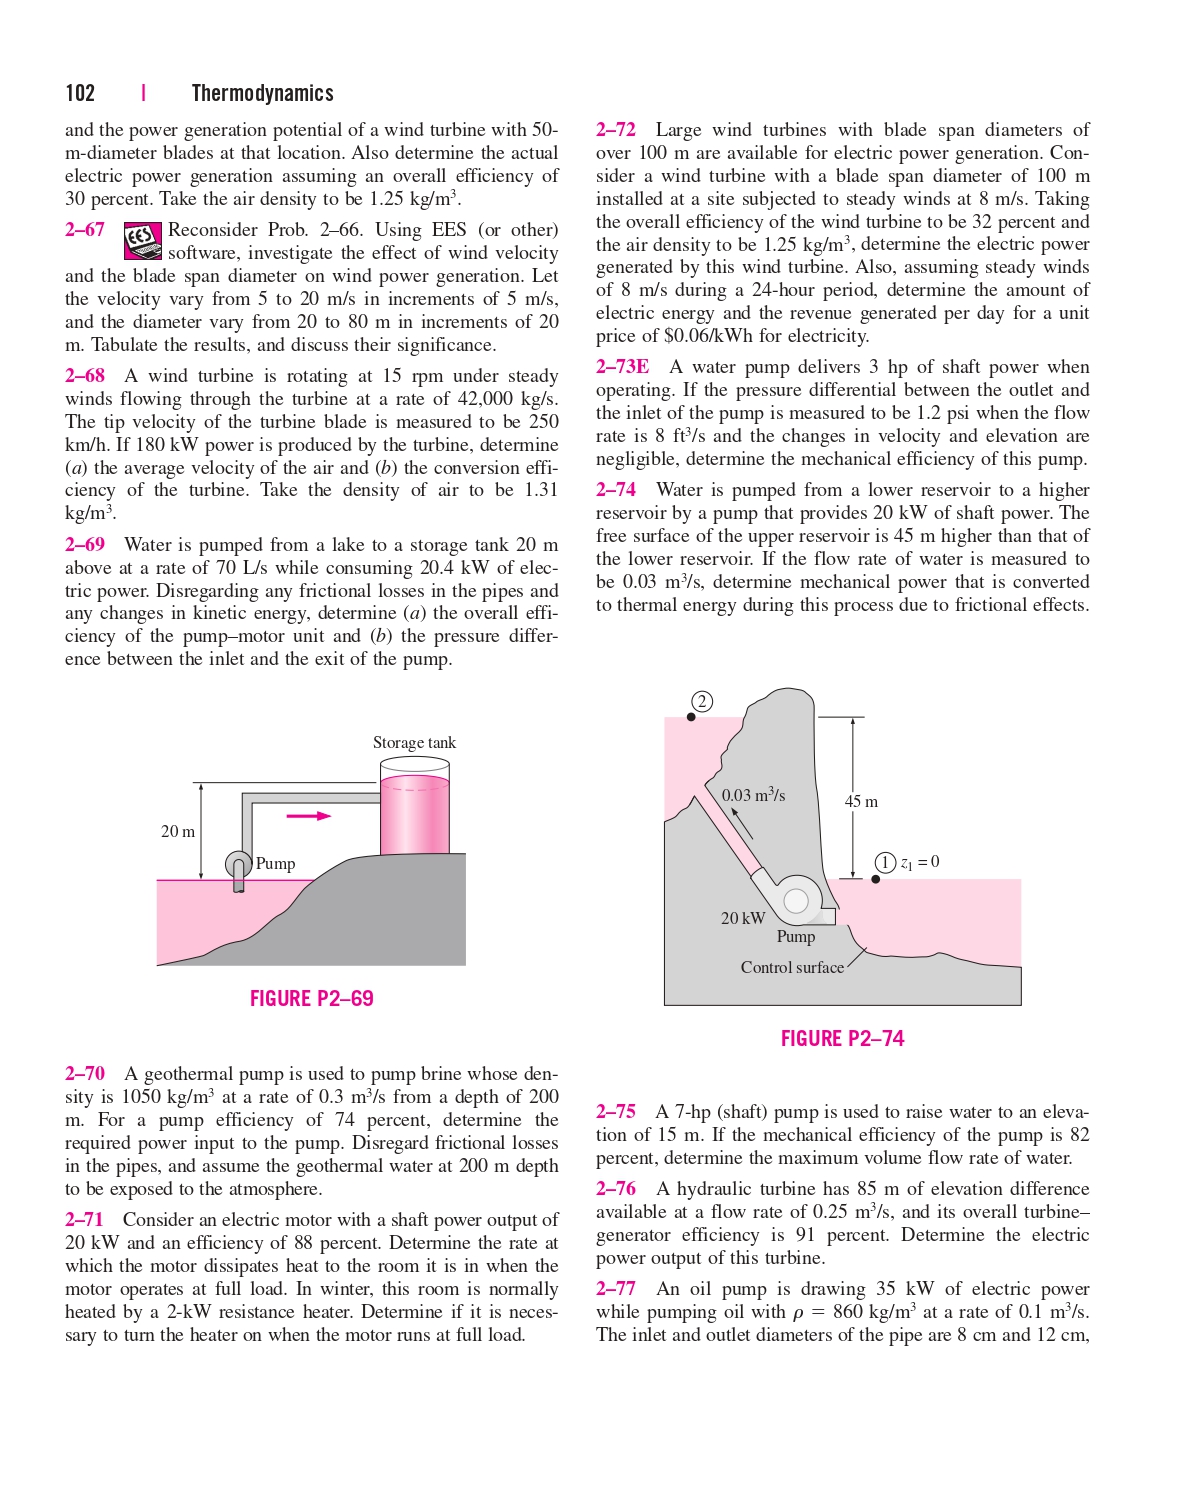 102 | Thermodynamics
and the power generation potential of a wind turbine with 50-
m-diameter blades at that location. Also determine the actual
electric power generation assuming an overall efficiency of
30 percent. Take the air density to be 1.25 kg/m³.
2–67 EES Reconsider Prob. 2–66. Using EES (or other)
software, investigate the effect of wind velocity
and the blade span diameter on wind power generation. Let
the velocity vary from 5 to 20 m/s in increments of 5 m/s,
and the diameter vary from 20 to 80 m in increments of 20
m. Tabulate the results, and discuss their significance.
2–68 A wind turbine is rotating at 15 rpm under steady
winds flowing through the turbine at a rate of 42,000 kg/s.
The tip velocity of the turbine blade is measured to be 250
km/h. If 180 kW power is produced by the turbine, determine
(a) the average velocity of the air and (b) the conversion effi-
ciency of the turbine. Take the density of air to be 1.31
kg/m³.
2–69 Water is pumped from a lake to a storage tank 20 m
above at a rate of 70 L/s while consuming 20.4 kW of elec-
tric power. Disregarding any frictional losses in the pipes and
any changes in kinetic energy, determine (a) the overall effi-
ciency of the pump–motor unit and (b) the pressure differ-
ence between the inlet and the exit of the pump.
Storage tank
20 m
Pump
FIGURE P2–69
2–70 A geothermal pump is used to pump brine whose den-
sity is 1050 kg/m³ at a rate of 0.3 m³/s from a depth of 200
m. For a pump efficiency of 74 percent, determine the
required power input to the pump. Disregard frictional losses
in the pipes, and assume the geothermal water at 200 m depth
to be exposed to the atmosphere.
2–71 Consider an electric motor with a shaft power output of
20 kW and an efficiency of 88 percent. Determine the rate at
which the motor dissipates heat to the room it is in when the
motor operates at full load. In winter, this room is normally
heated by a 2-kW resistance heater. Determine if it is neces-
sary to turn the heater on when the motor runs at full load.
2–72 Large wind turbines with blade span diameters of
over 100 m are available for electric power generation. Con-
sider a wind turbine with a blade span diameter of 100 m
installed at a site subjected to steady winds at 8 m/s. Taking
the overall efficiency of the wind turbine to be 32 percent and
the air density to be 1.25 kg/m³, determine the electric power
generated by this wind turbine. Also, assuming steady winds
of 8 m/s during a 24-hour period, determine the amount of
electric energy and the revenue generated per day for a unit
price of $0.06/kWh for electricity.
2–73E A water pump delivers 3 hp of shaft power when
operating. If the pressure differential between the outlet and
the inlet of the pump is measured to be 1.2 psi when the flow
rate is 8 ft³/s and the changes in velocity and elevation are
negligible, determine the mechanical efficiency of this pump.
2–74 Water is pumped from a lower reservoir to a higher
reservoir by a pump that provides 20 kW of shaft power. The
free surface of the upper reservoir is 45 m higher than that of
the lower reservoir. If the flow rate of water is measured to
be 0.03 m³/s, determine mechanical power that is converted
to thermal energy during this process due to frictional effects.
2
0.03 m³/s
45 m
1 z₁ = 0
20 kW
Pump
Control surface
FIGURE P2–74
2–75 A 7-hp (shaft) pump is used to raise water to an eleva-
tion of 15 m. If the mechanical efficiency of the pump is 82
percent, determine the maximum volume flow rate of water.
2–76 A hydraulic turbine has 85 m of elevation difference
available at a flow rate of 0.25 m³/s, and its overall turbine–
generator efficiency is 91 percent. Determine the electric
power output of this turbine.
2–77 An oil pump is drawing 35 kW of electric power
while pumping oil with ρ = 860 kg/m³ at a rate of 0.1 m³/s.
The inlet and outlet diameters of the pipe are 8 cm and 12 cm,